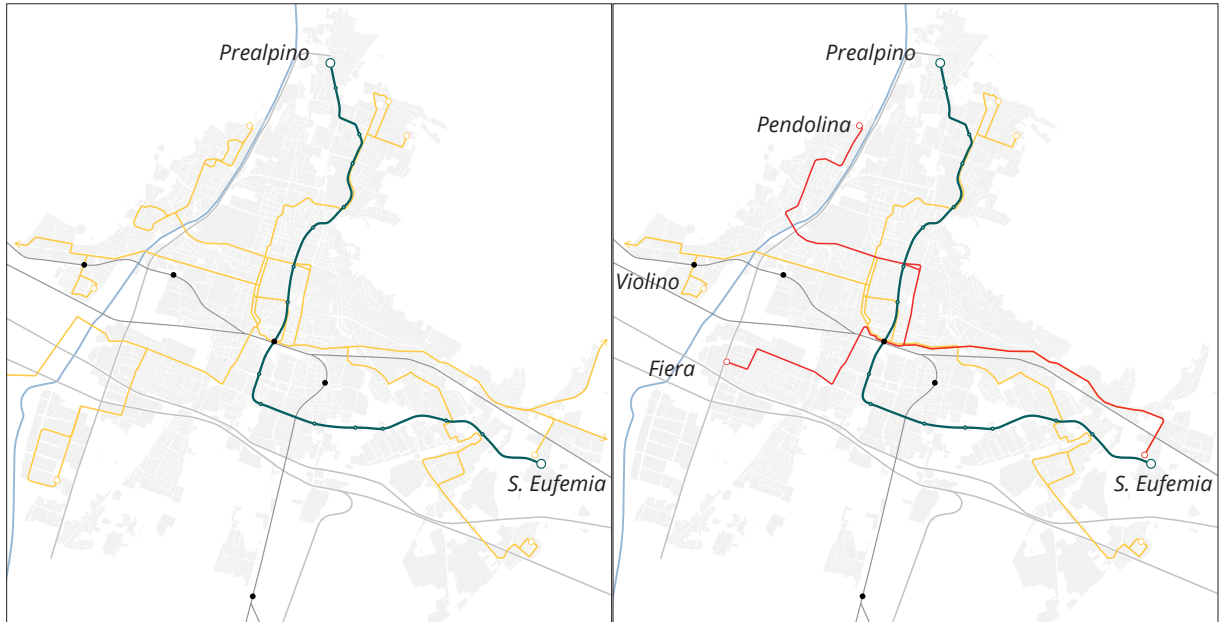 Prealpino
S. Eufemia
Prealpino
Pendolina
Violino
Fiera
S. Eufemia